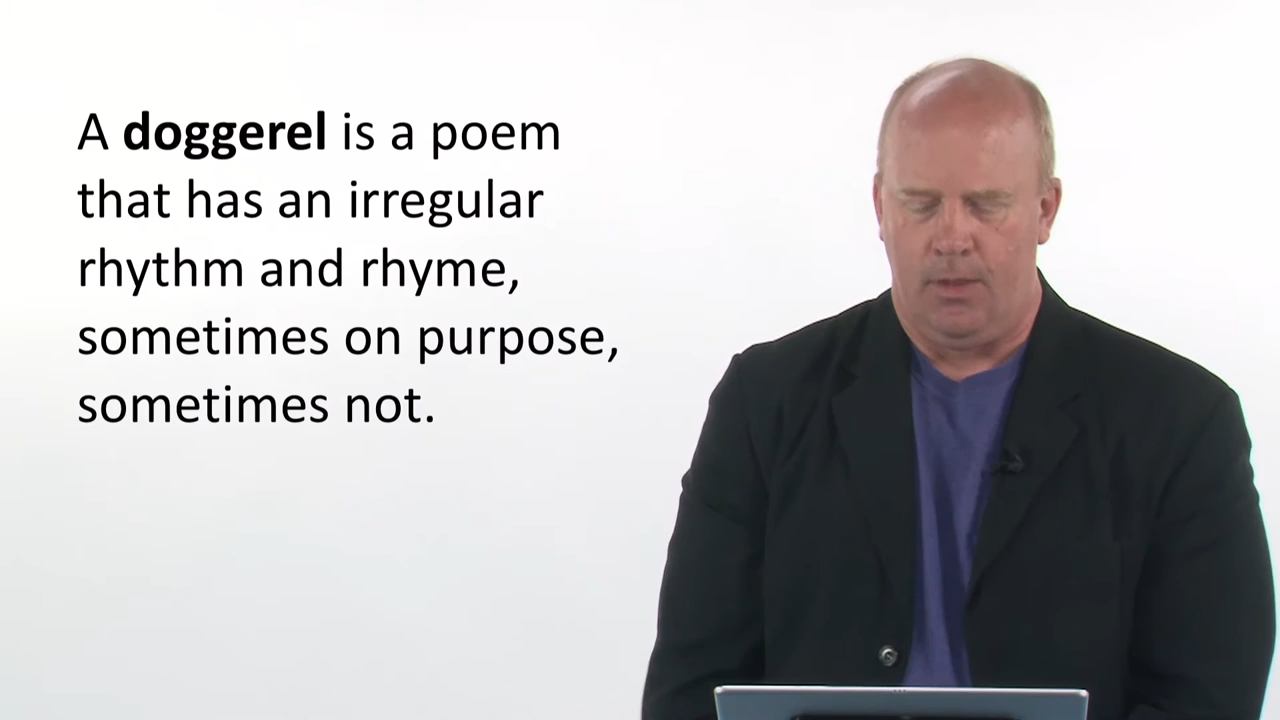 A doggerel is a poem
that has an irregular
rhythm and rhyme,
sometimes on purpose,
sometimes not.